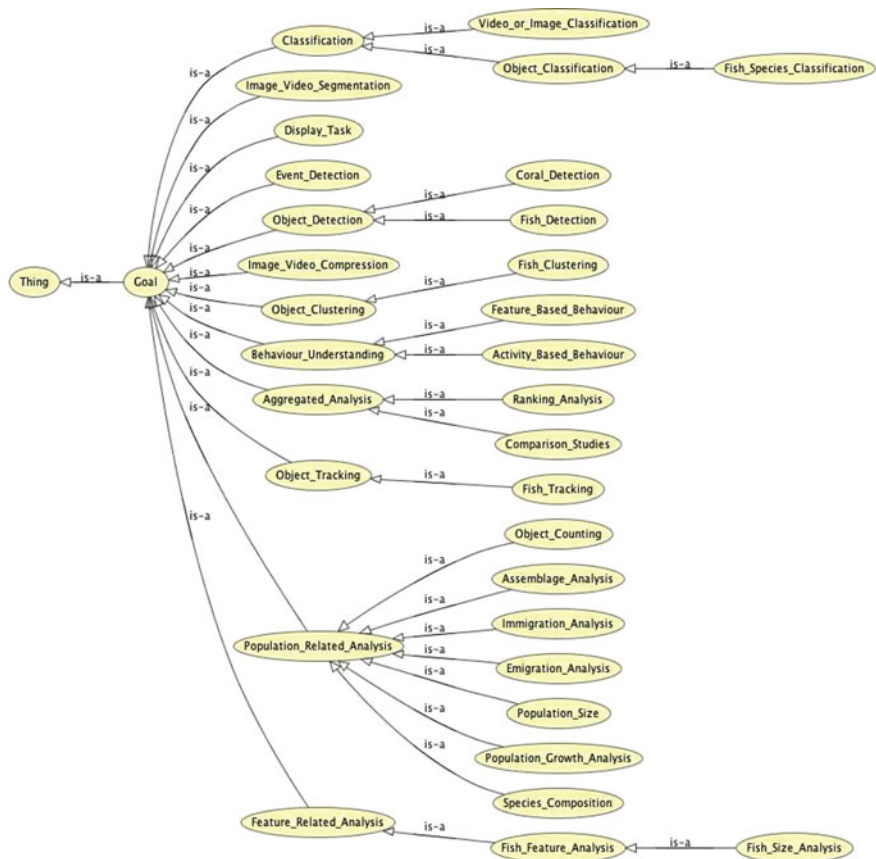 Video_or_Image_Classification
is-a
Classification
is-a
Object_Classification
is-a
Fish_Species_Classification
is-a
Image_Video_Segmentation
is-a
Display_Task
is-a
Event_Detection
is-a
Coral_Detection
is-a
Object_Detection
is-a
Fish_Detection
is-a
Image_Video_Compression
is-a
Fish_Clustering
is-a
Thing
is-a
Goal
is-a
Object_Clustering
is-a
Feature_Based_Behaviour
is-a
Behaviour_Understanding
is-a
Activity_Based_Behaviour
is-a
Aggregated_Analysis
is-a
Ranking_Analysis
is-a
Comparison_Studies
is-a
Object_Tracking
is-a
Fish_Tracking
is-a
is-a
Object_Counting
is-a
Assemblage_Analysis
is-a
Immigration_Analysis
Population_Related_Analysis
is-a
Emigration_Analysis
is-a
Population_Size
is-a
Population_Growth_Analysis
is-a
Species_Composition
Feature_Related_Analysis
is-a
Fish_Feature_Analysis
is-a
Fish_Size_Analysis